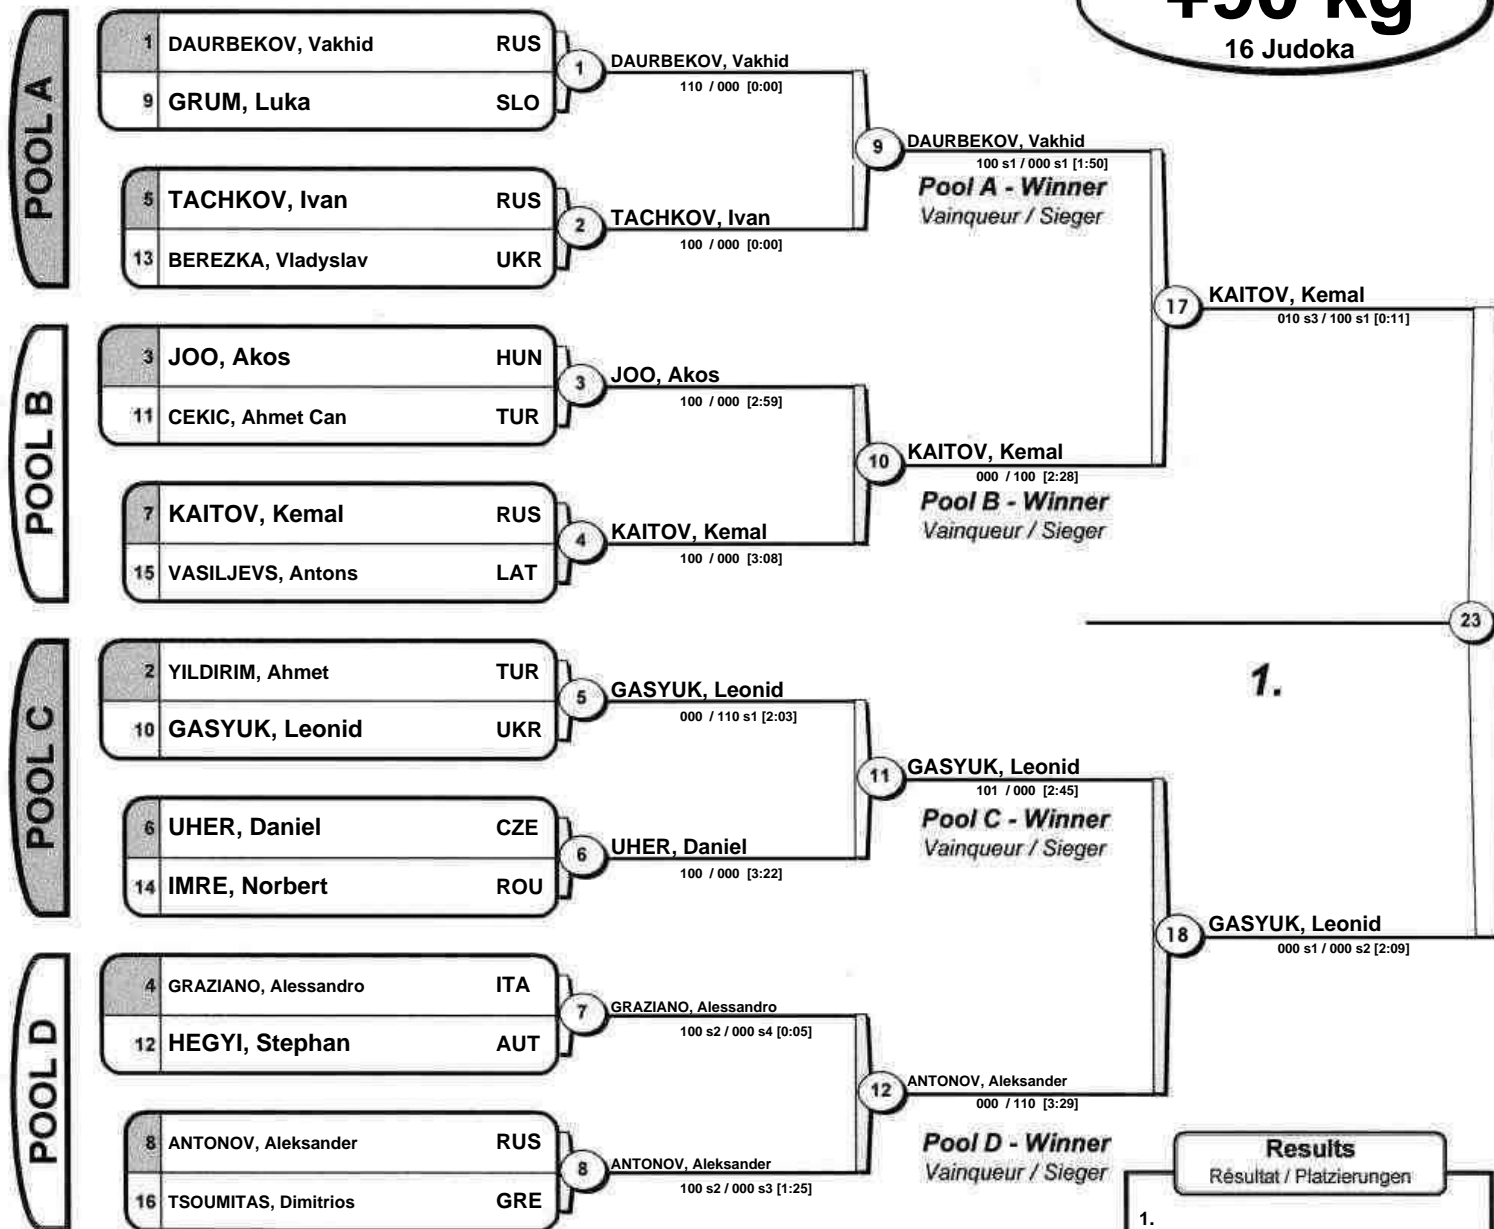 +90 kg
16 Judoka
POOL A
1 DAURBEKOV, Vakhid RUS
9 GRUM, Luka SLO
5 TACHKOV, Ivan RUS
13 BEREZKA, Vladyslav UKR
1 DAURBEKOV, Vakhid
110 / 000 [0:00]
2 TACHKOV, Ivan
100 / 000 [0:00]
9 DAURBEKOV, Vakhid
100 s1 / 000 s1 [1:50]
Pool A - Winner
Vainqueur / Sieger
POOL B
3 JOO, Akos HUN
11 CEKIC, Ahmet Can TUR
7 KAITOV, Kemal RUS
15 VASILJEVS, Antons LAT
3 JOO, Akos
100 / 000 [2:59]
4 KAITOV, Kemal
100 / 000 [3:08]
10 KAITOV, Kemal
000 / 100 [2:28]
Pool B - Winner
Vainqueur / Sieger
17 KAITOV, Kemal
010 s3 / 100 s1 [0:11]
23
1.
POOL C
2 YILDIRIM, Ahmet TUR
10 GASYUK, Leonid UKR
6 UHER, Daniel CZE
14 IMRE, Norbert ROU
5 GASYUK, Leonid
000 / 110 s1 [2:03]
6 UHER, Daniel
100 / 000 [3:22]
11 GASYUK, Leonid
101 / 000 [2:45]
Pool C - Winner
Vainqueur / Sieger
18 GASYUK, Leonid
000 s1 / 000 s2 [2:09]
POOL D
4 GRAZIANO, Alessandro ITA
12 HEGYI, Stephan AUT
8 ANTONOV, Aleksander RUS
16 TSOUMITAS, Dimitrios GRE
7 GRAZIANO, Alessandro
100 s2 / 000 s4 [0:05]
8 ANTONOV, Aleksander
100 s2 / 000 s3 [1:25]
12 ANTONOV, Aleksander
000 / 110 [3:29]
Pool D - Winner
Vainqueur / Sieger
Results
Résultat / Platzierungen
1.